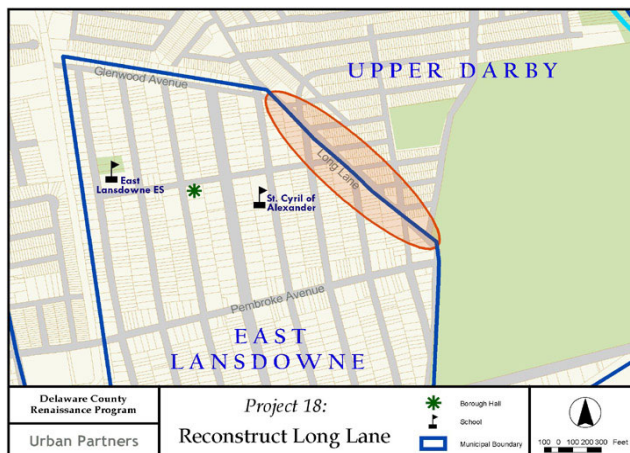 UPPER DARBY
Glenwood Avenue
Long Lane
East
Lansdowne ES
St. Cyril of
Alexander
Pembroke Avenue
EAST
LANSDOWNE
Delaware County
Renaissance Program
Urban Partners
Project 18:
Reconstruct Long Lane
Borough Hall
School
Municipal Boundary
100 0 100 200 300 Feet